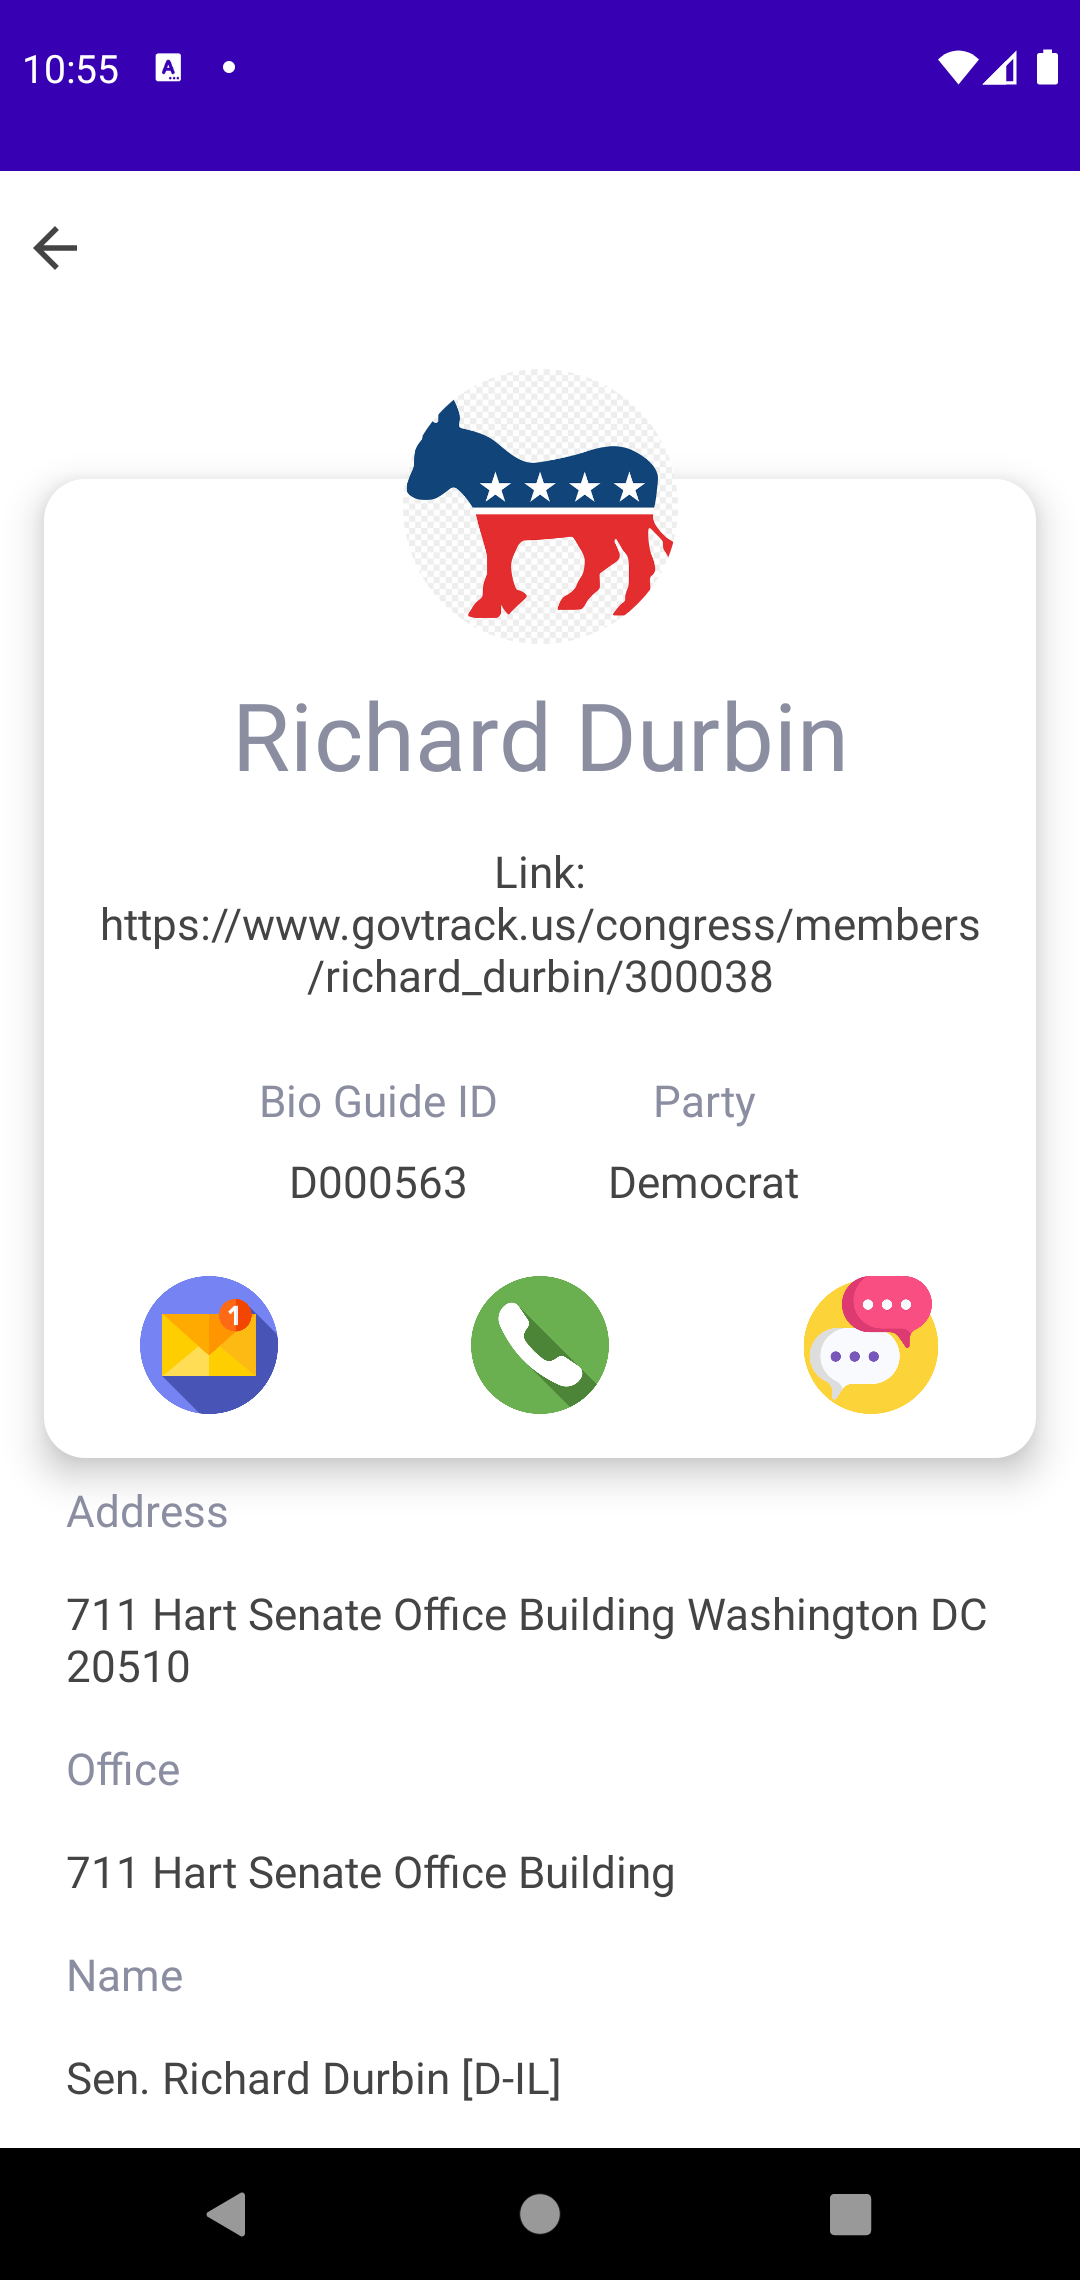 10:55
Richard Durbin
Link:
https://www.govtrack.us/congress/members
/richard_durbin/300038
Bio Guide ID Party
D000563 Democrat
1
Address
711 Hart Senate Office Building Washington DC
20510
Office
711 Hart Senate Office Building
Name
Sen. Richard Durbin [D-IL]